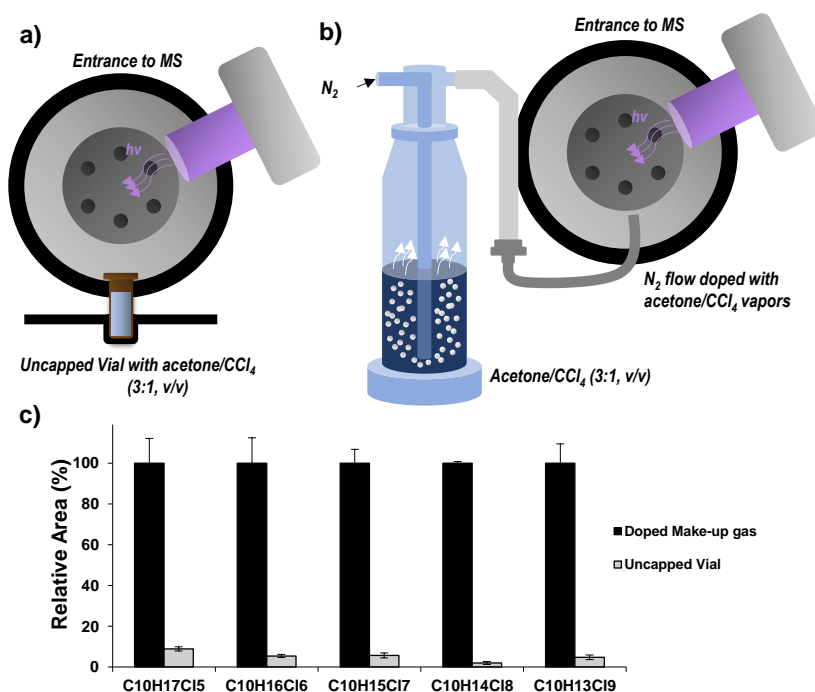 a)
Entrance to MS
hv
Uncapped Vial with acetone/CCl₄
(3:1, v/v)
b)
N₂
Entrance to MS
hv
N₂ flow doped with
acetone/CCl₄ vapors
Acetone/CCl₄ (3:1, v/v)
c)
Relative Area (%)
100
80
60
40
20
0
C10H17Cl5
C10H16Cl6
C10H15Cl7
C10H14Cl8
C10H13Cl9
Doped Make-up gas
Uncapped Vial